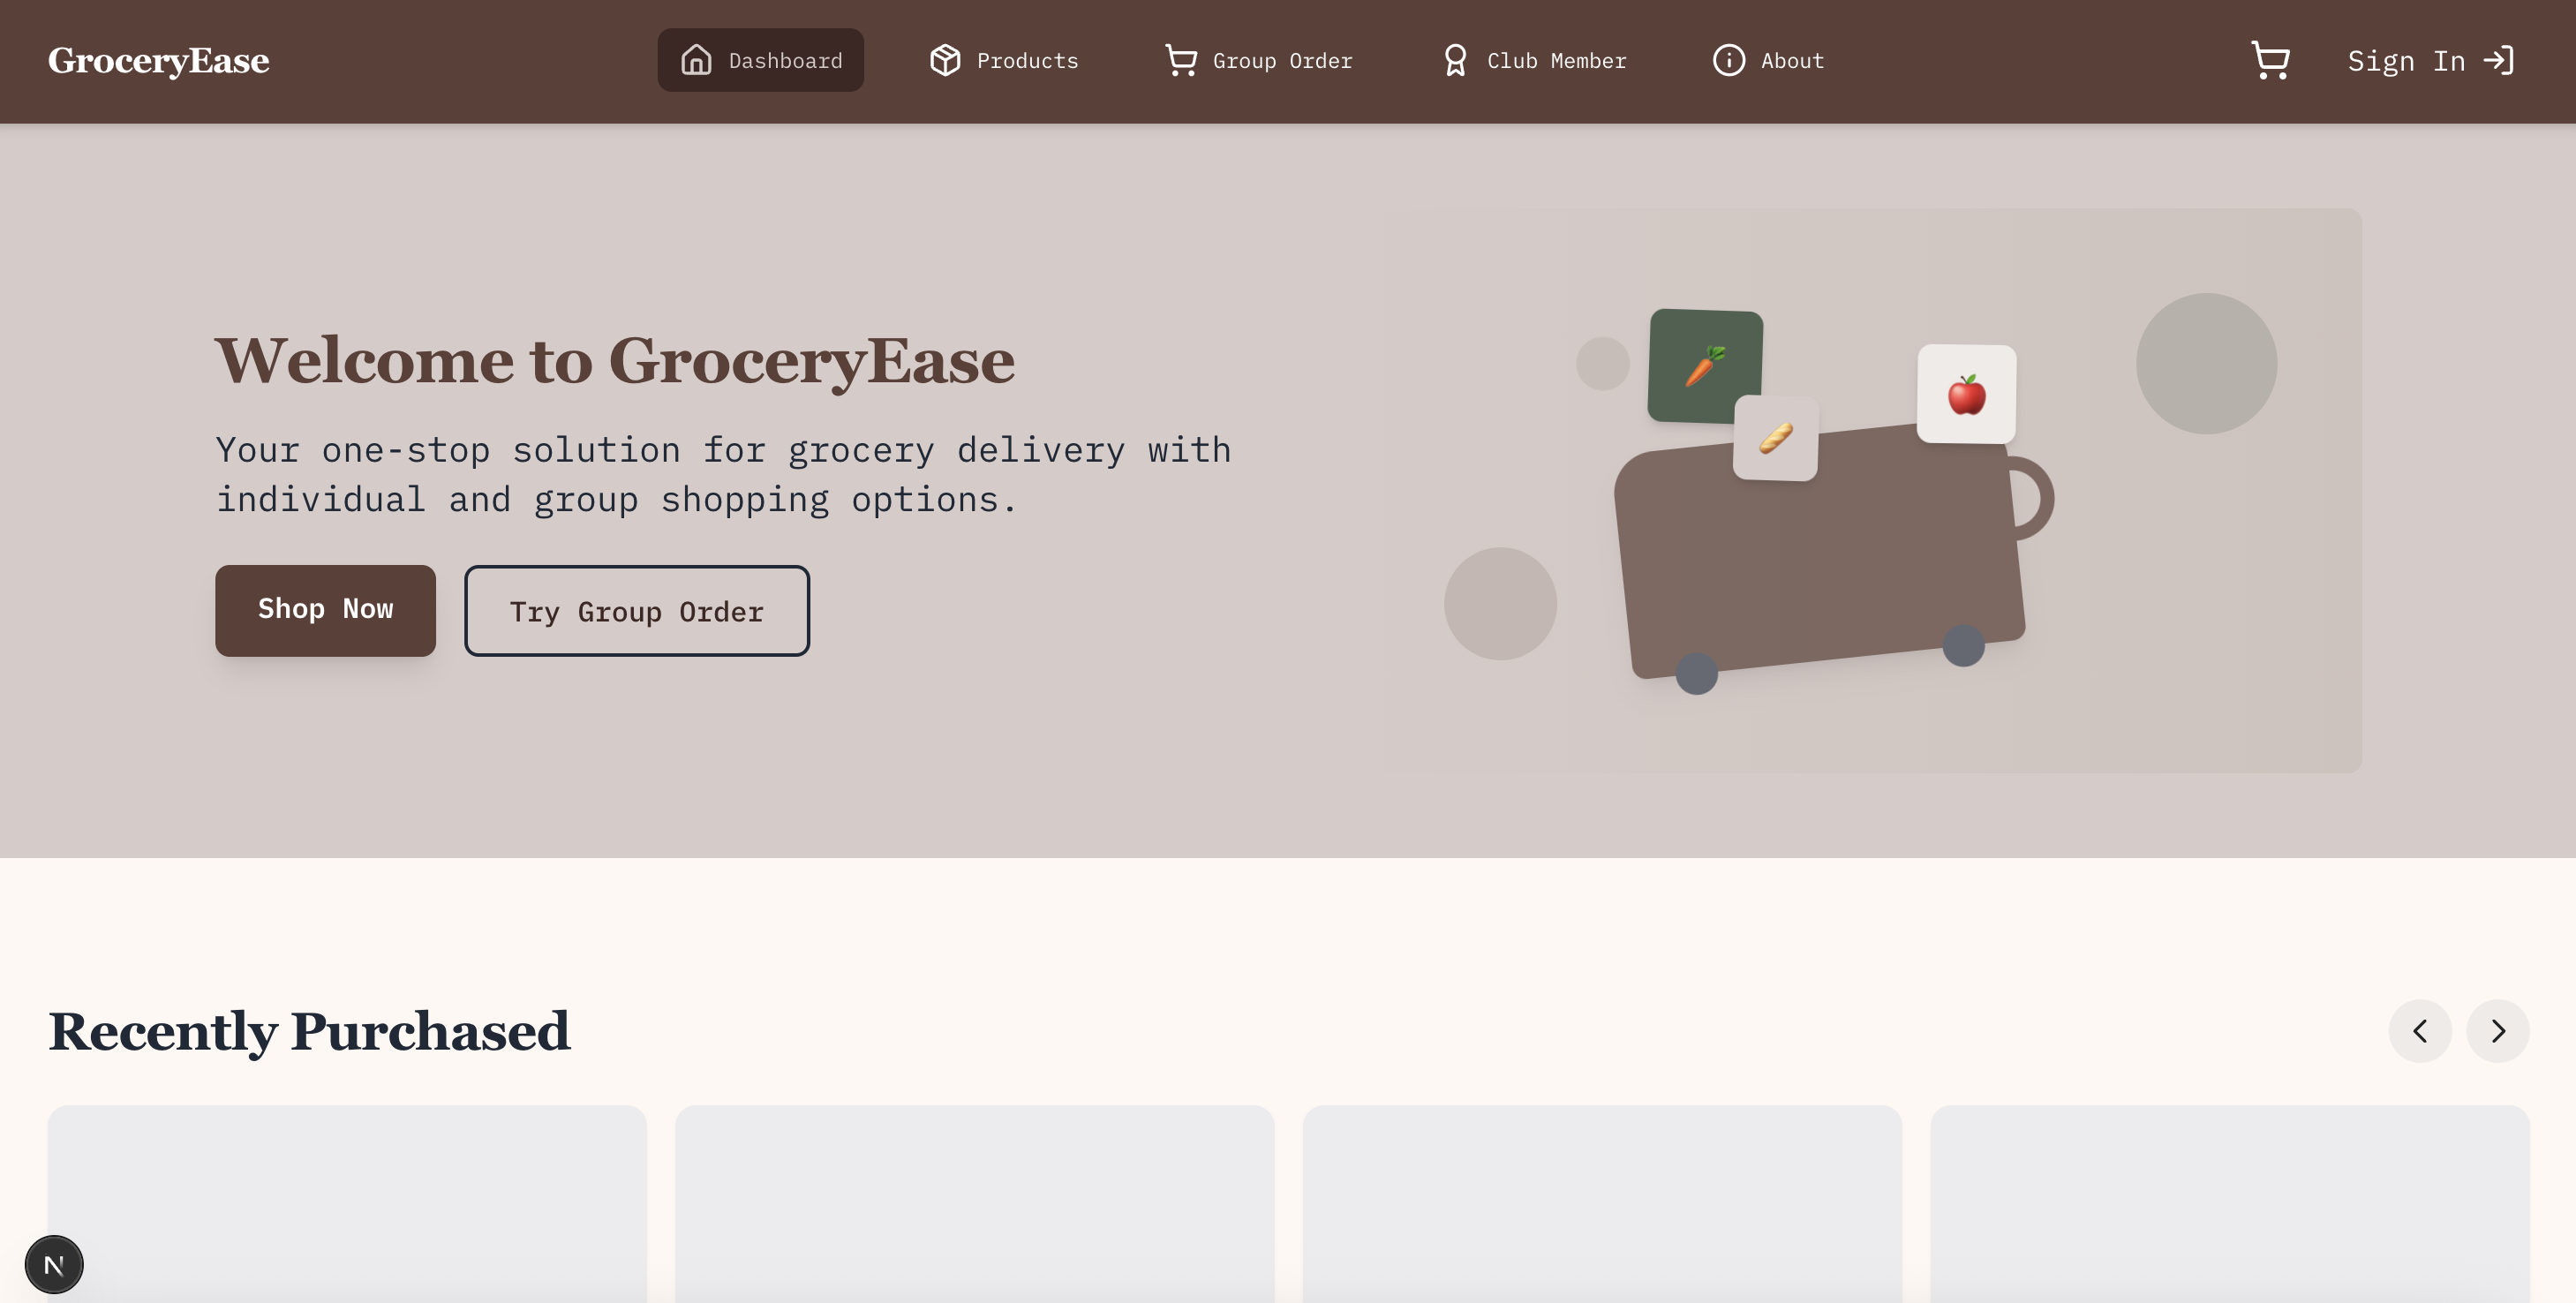 GroceryEase
Dashboard
Products
Group Order
Club Member
About
Sign In
Welcome to GroceryEase
Your one-stop solution for grocery delivery with
individual and group shopping options.
Shop Now
Try Group Order
Recently Purchased
N